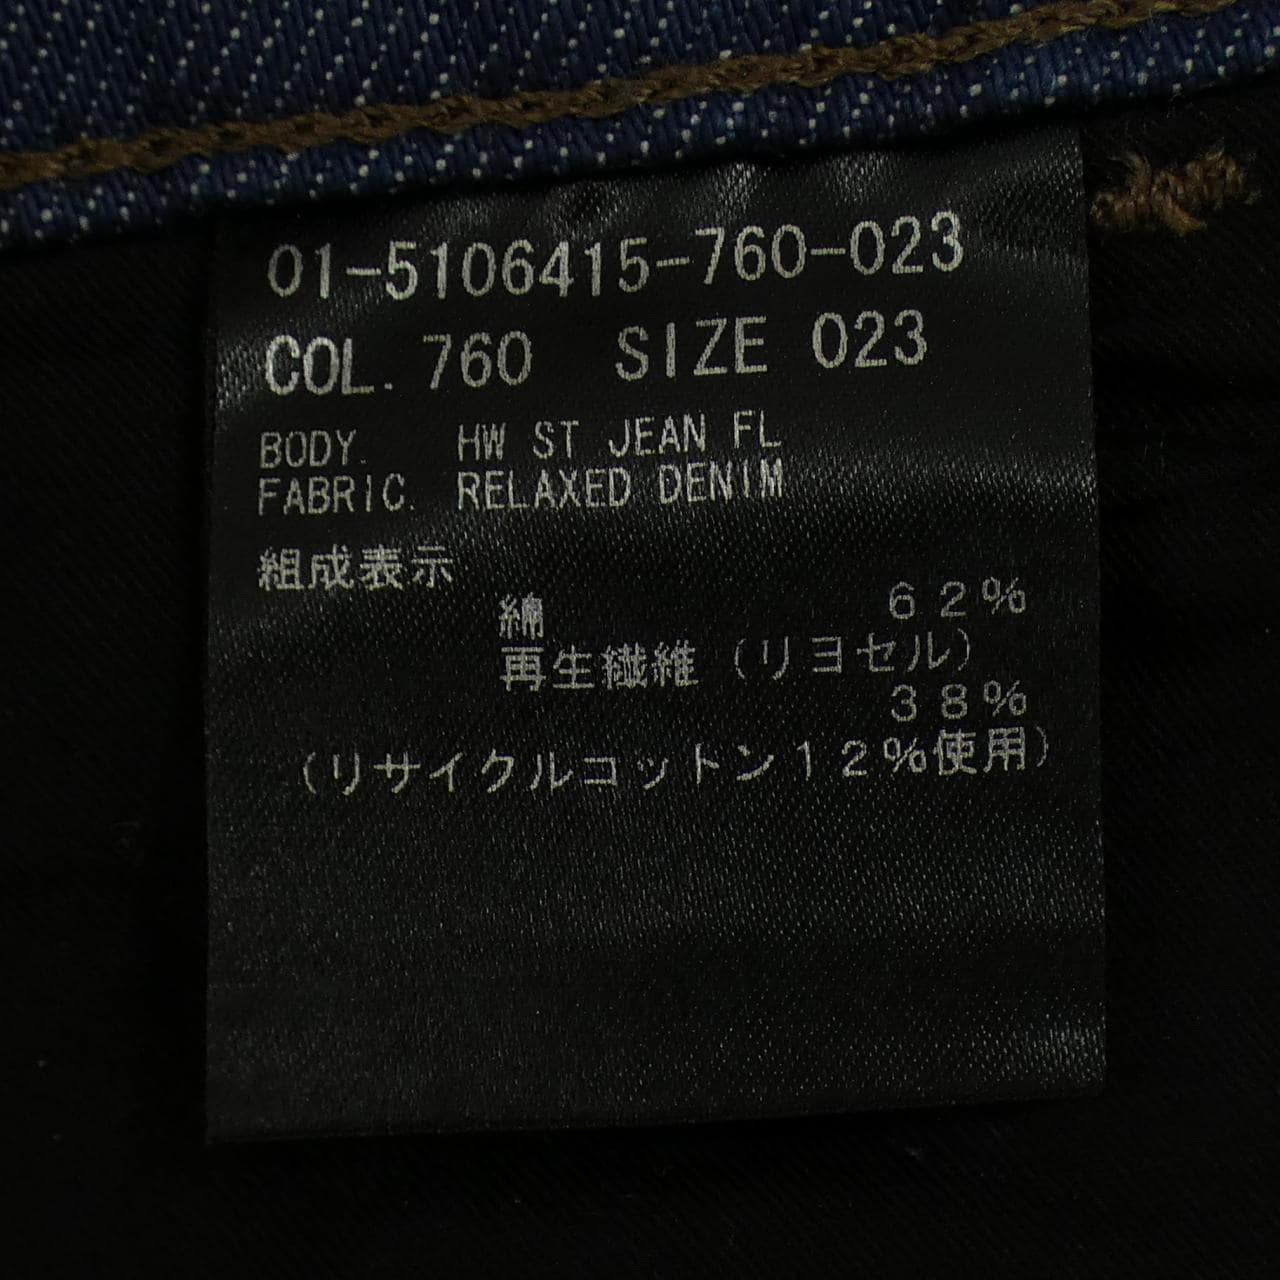 01-5106415-760-023
COL. 760 SIZE 023
BODY. HW ST JEAN FL
FABRIC. RELAXED DENIM
組成表示
綿 62%
再生繊維(リヨセル)
38%
(リサイクルコットン12%使用)